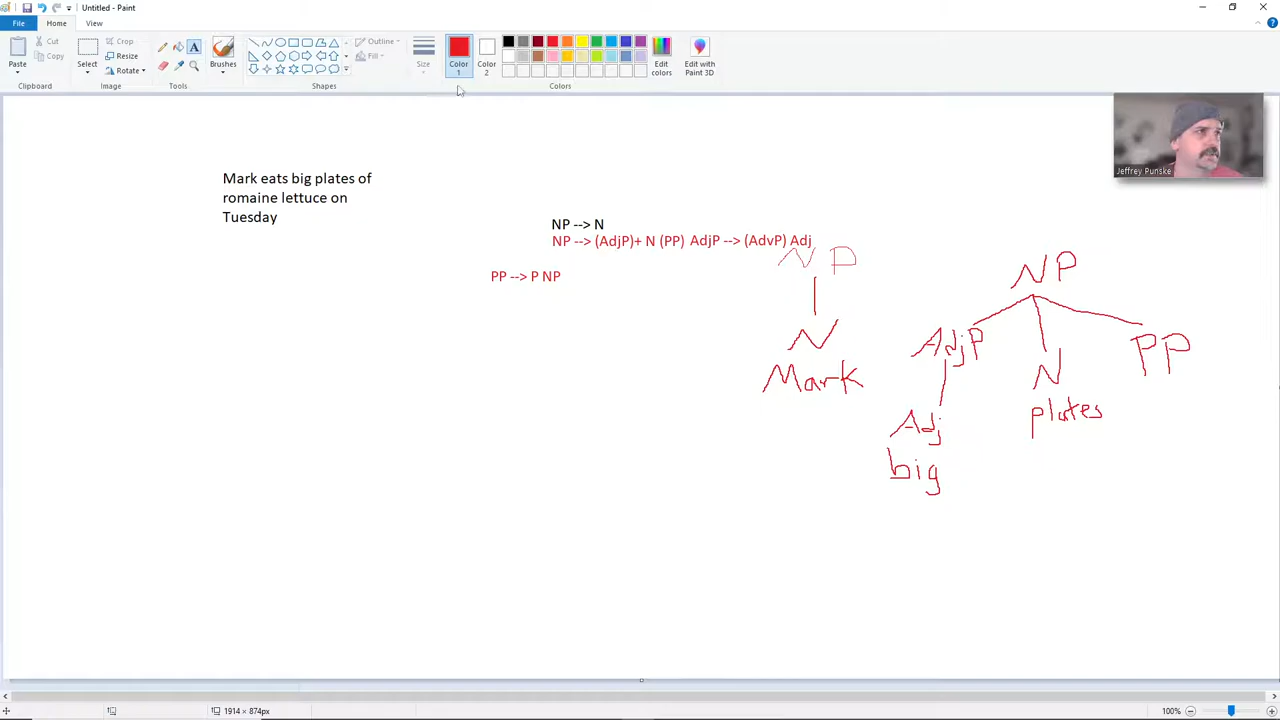 Untitled - Paint
File Home View
Paste
Cut
Copy
Clipboard
Select
Crop
Resize
Rotate
Image
Tools
Brushes
Outline
Fill
Shapes
Size
Color 1
Color 2
Edit colors
Edit with Paint 3D
Colors
Jeffrey Punske
Mark eats big plates of
romaine lettuce on
Tuesday
NP --> N
NP --> (AdjP)+ N (PP) AdjP --> (AdvP) Adj
PP --> P NP
NP
N
Mark
NP
AdjP
N
PP
plates
Adj
big
1914 × 874px
100%